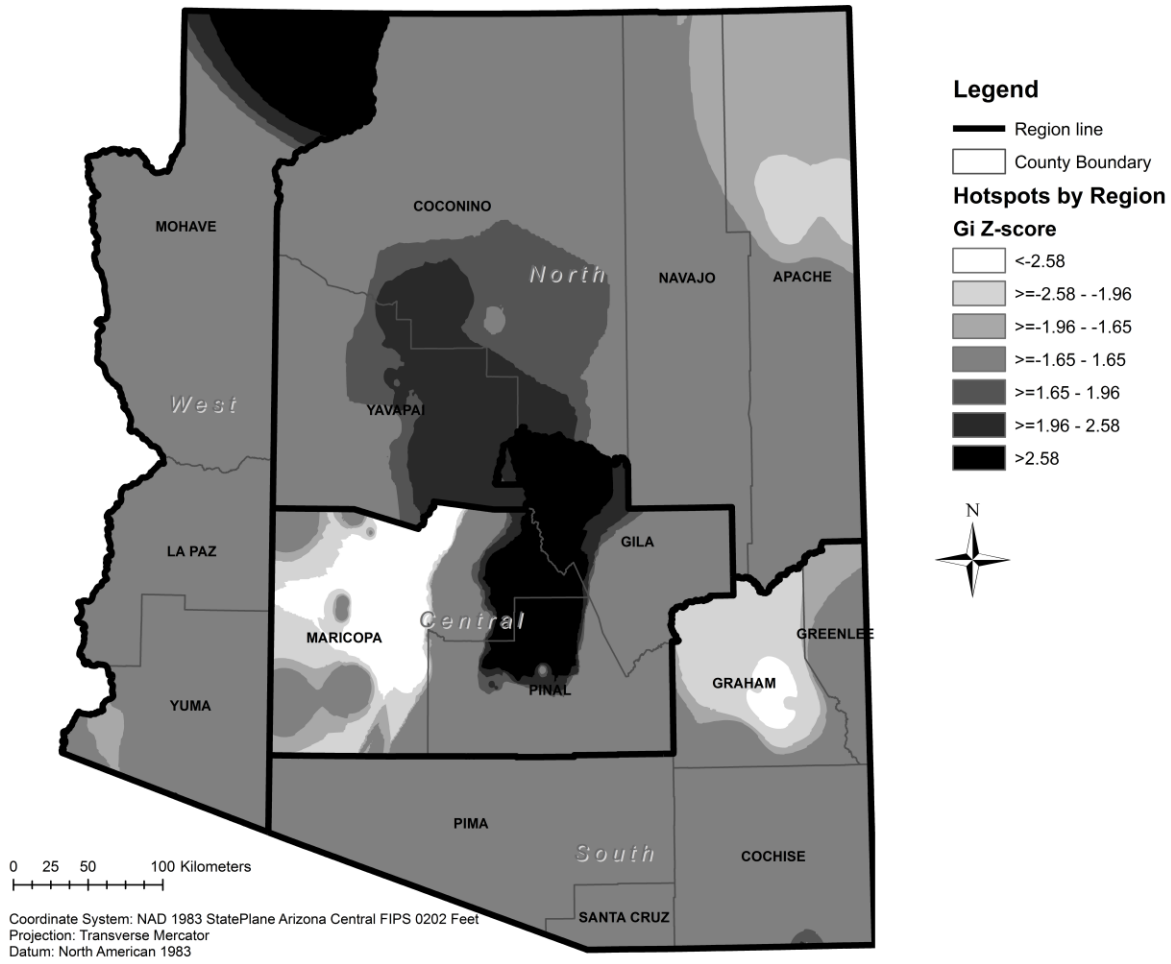 MOHAVE
COCONINO
North
NAVAJO
APACHE
West
YAVAPAI
LA PAZ
GILA
Central
MARICOPA
GREENLEE
GRAHAM
PINAL
YUMA
PIMA
South
COCHISE
SANTA CRUZ
Legend
Region line
County Boundary
Hotspots by Region
Gi Z-score
<-2.58
>=-2.58 - -1.96
>=-1.96 - -1.65
>=-1.65 - 1.65
>=1.65 - 1.96
>=1.96 - 2.58
>2.58
N
0 25 50 100 Kilometers
Coordinate System: NAD 1983 StatePlane Arizona Central FIPS 0202 Feet
Projection: Transverse Mercator
Datum: North American 1983